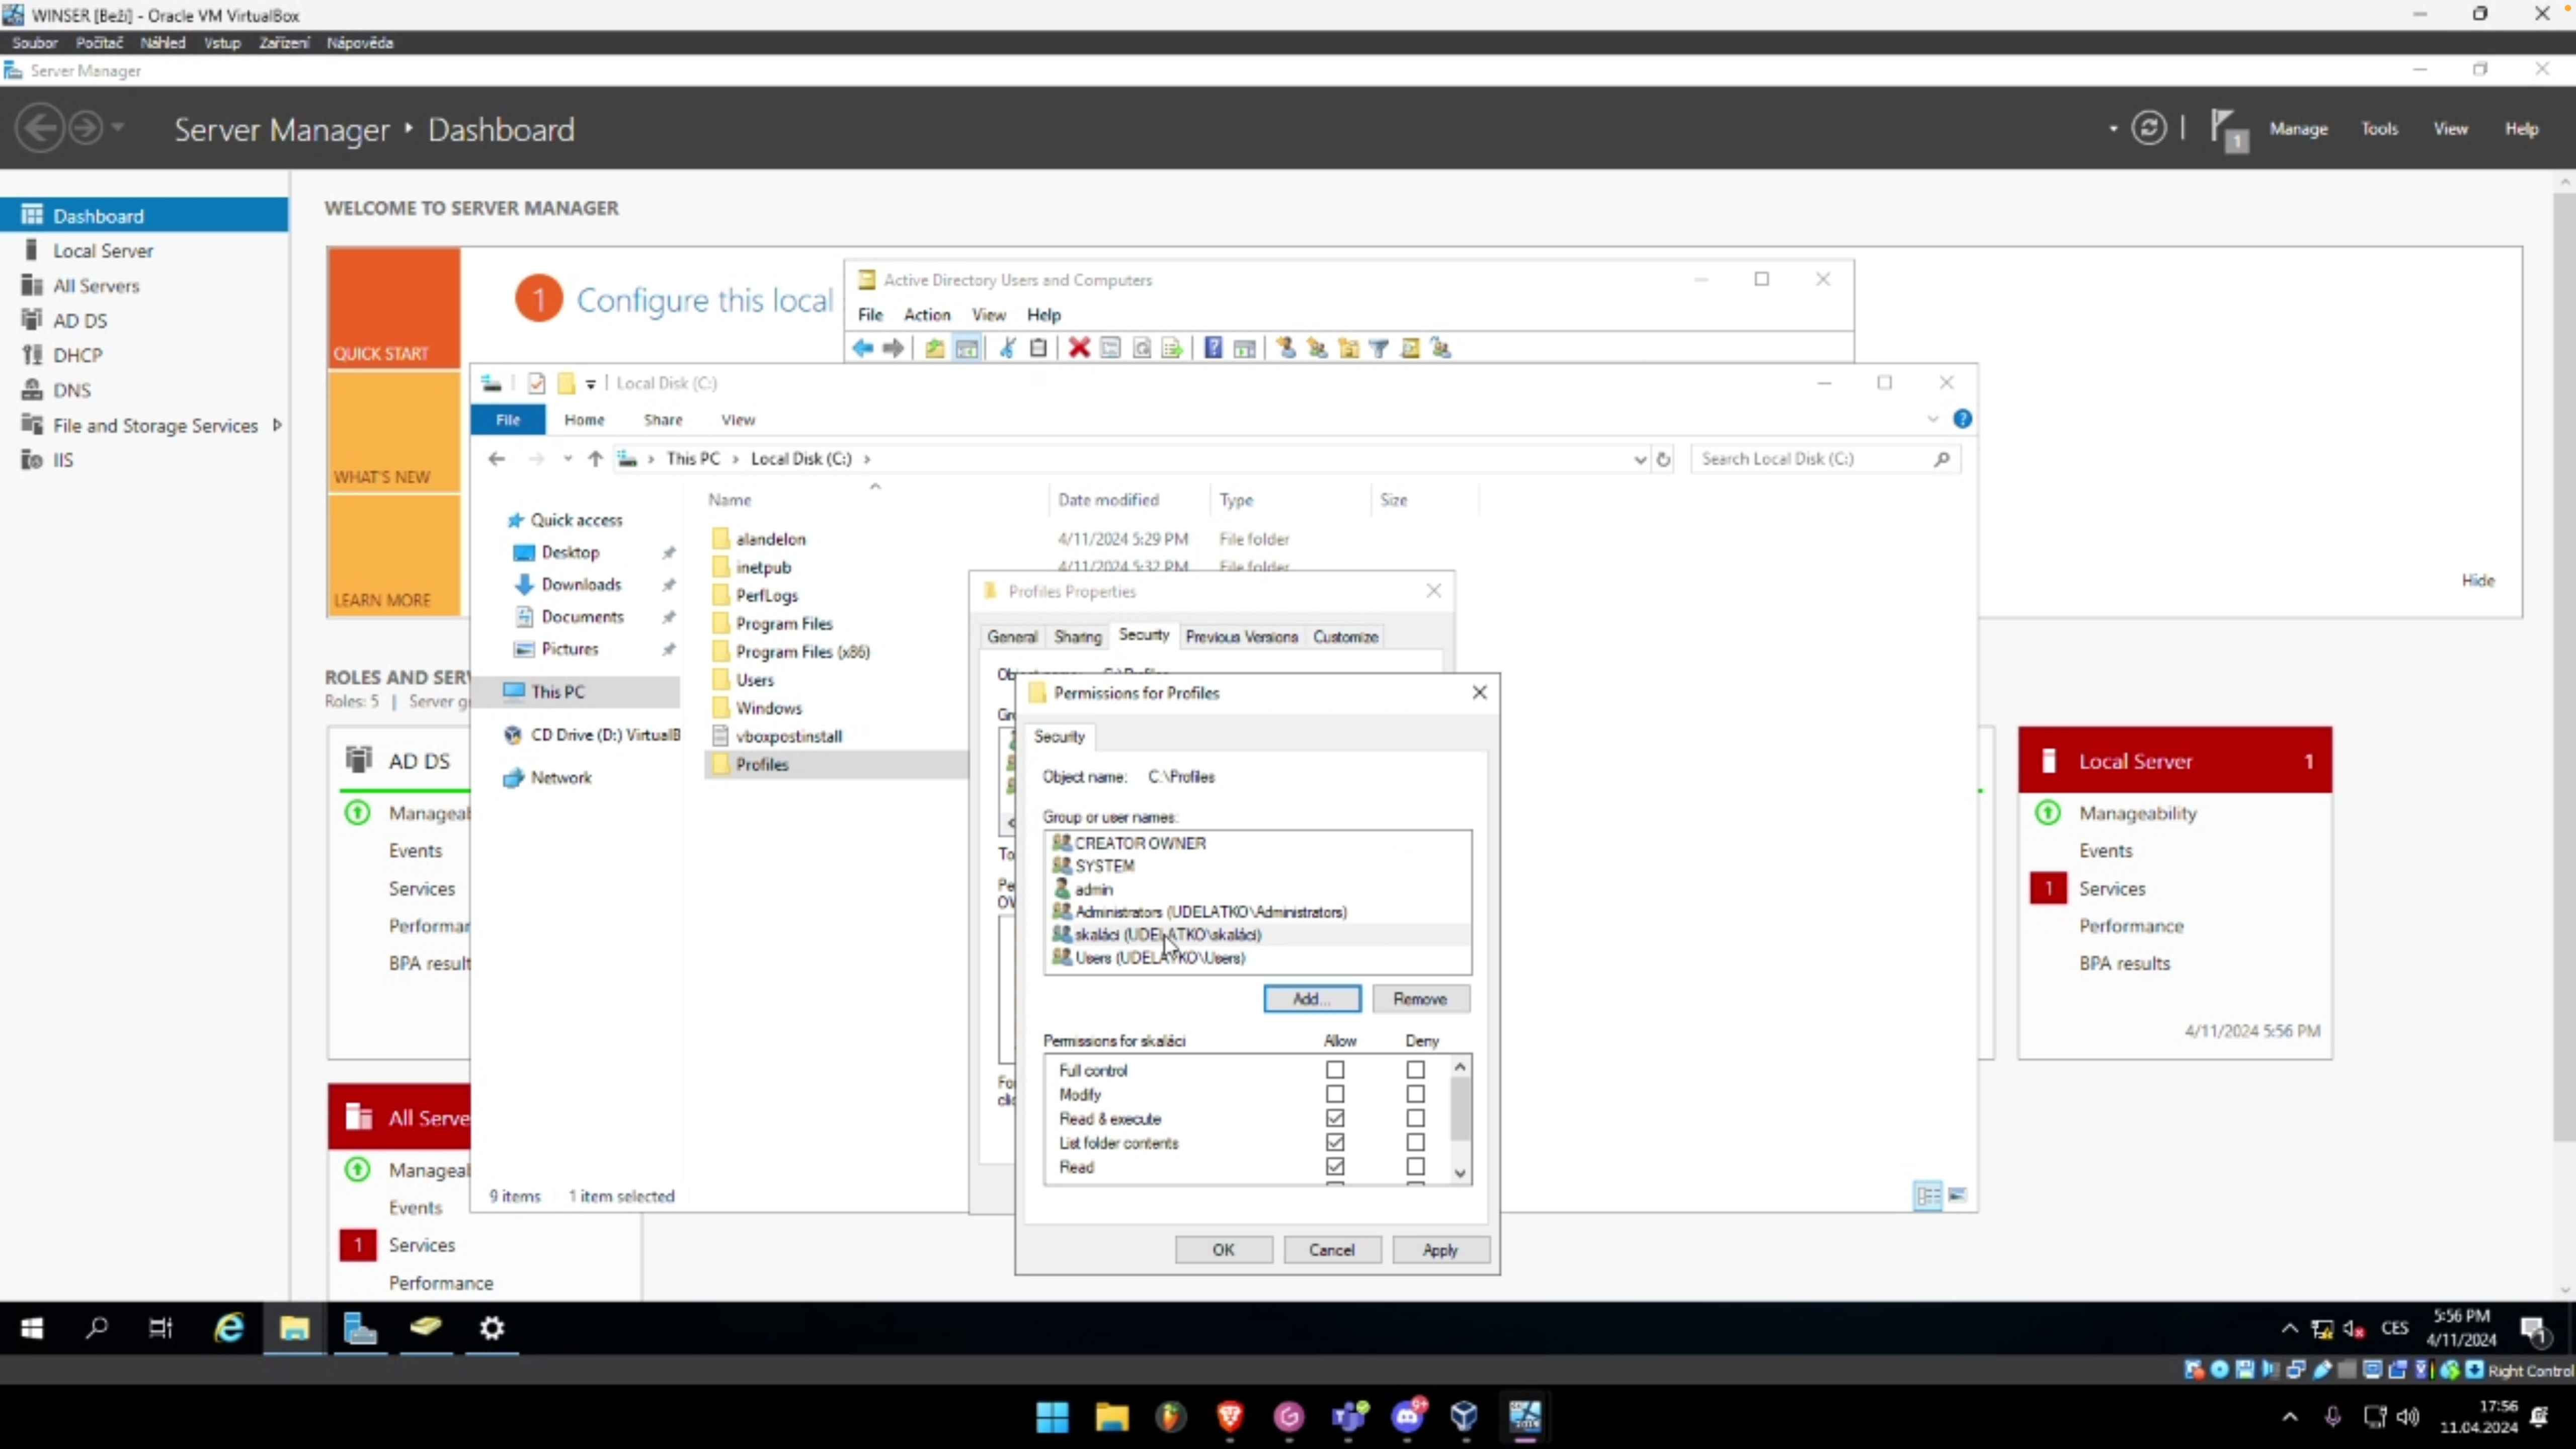 WINSER [Beží] - Oracle VM VirtualBox
Soubor Počítač Náhled Vstup Zařízení Nápověda
Server Manager
Server Manager ‣ Dashboard
1 Manage Tools View Help
Dashboard
Local Server
All Servers
AD DS
DHCP
DNS
File and Storage Services
IIS
WELCOME TO SERVER MANAGER
QUICK START
WHAT'S NEW
LEARN MORE
1 Configure this local
Hide
Active Directory Users and Computers
File Action View Help
Local Disk (C:)
File Home Share View
This PC > Local Disk (C:) >
Search Local Disk (C:)
Name Date modified Type Size
Quick access
Desktop
Downloads
Documents
Pictures
This PC
CD Drive (D:) VirtualB
Network
alandelon 4/11/2024 5:29 PM File folder
inetpub 4/11/2024 5:32 PM File folder
PerfLogs
Program Files
Program Files (x86)
Users
Windows
vboxpostinstall
Profiles
9 items 1 item selected
Profiles Properties
General Sharing Security Previous Versions Customize
Permissions for Profiles
Security
Object name: C:\Profiles
Group or user names:
CREATOR OWNER
SYSTEM
admin
Administrators (UDELATKO\Administrators)
skaláci (UDELATKO\skaláci)
Users (UDELATKO\Users)
Add... Remove
Permissions for skaláci Allow Deny
Full control
Modify
Read & execute
List folder contents
Read
OK Cancel Apply
ROLES AND SERV
Roles: 5 | Server g
AD DS
Manageab
Events
Services
Performan
BPA result
All Serve
Manageab
Events
1 Services
Performance
Local Server 1
Manageability
Events
1 Services
Performance
BPA results
4/11/2024 5:56 PM
CES
5:56 PM
4/11/2024
1
Right Control
9+
17:56
11.04.2024